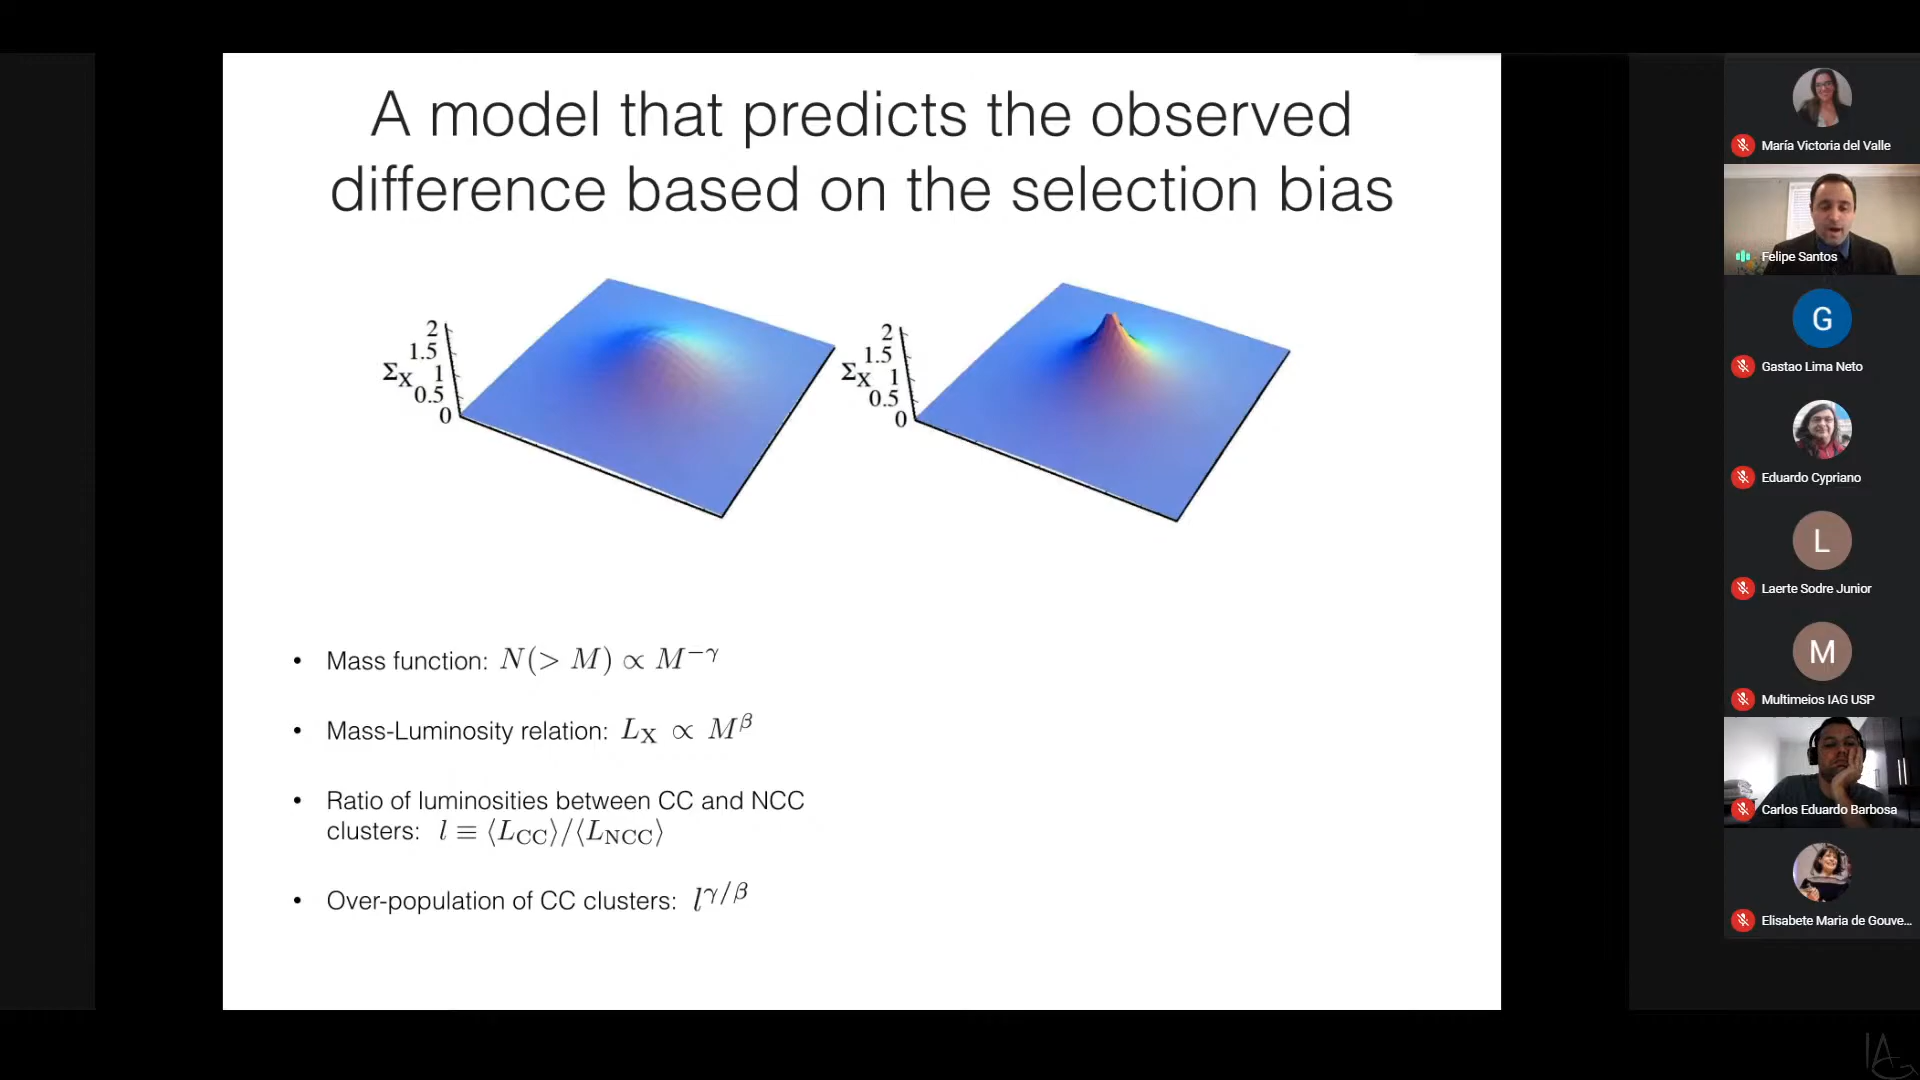 A model that predicts the observed
difference based on the selection bias
2
1.5
ΣX 1
0.5
0
2
1.5
ΣX 1
0.5
0
• Mass function: N(> M) ∝ M^{−γ}
• Mass-Luminosity relation: L_X ∝ M^β
• Ratio of luminosities between CC and NCC
clusters: l ≡ ⟨L_CC⟩/⟨L_NCC⟩
• Over-population of CC clusters: l^{γ/β}
María Victoria del Valle
Felipe Santos
G
Gastao Lima Neto
Eduardo Cypriano
L
Laerte Sodre Junior
M
Multimeios IAG USP
Carlos Eduardo Barbosa
Elisabete Maria de Gouve...
IAG